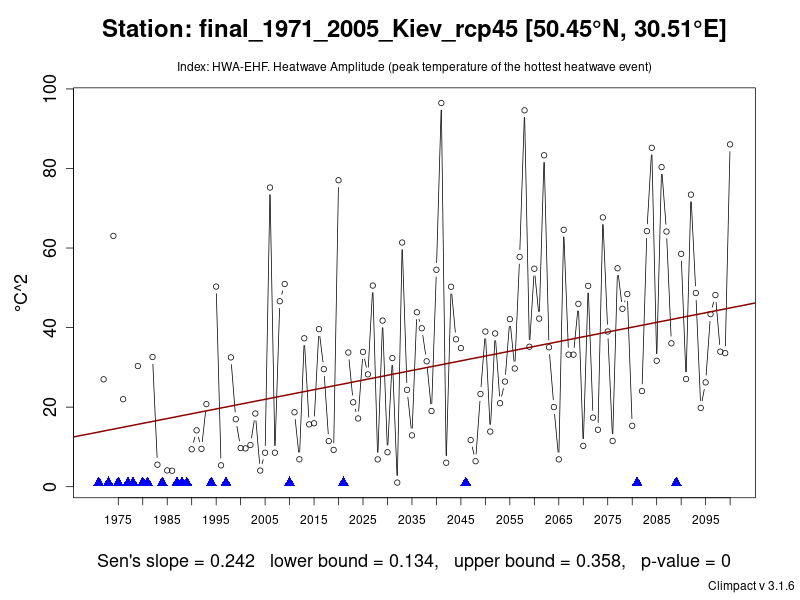 Station: final_1971_2005_Kiev_rcp45 [50.45°N, 30.51°E]
Index: HWA-EHF. Heatwave Amplitude (peak temperature of the hottest heatwave event)
°C^2
100
80
60
40
20
0
1975 1985 1995 2005 2015 2025 2035 2045 2055 2065 2075 2085 2095
Sen's slope = 0.242 lower bound = 0.134, upper bound = 0.358, p-value = 0
Climpact v 3.1.6